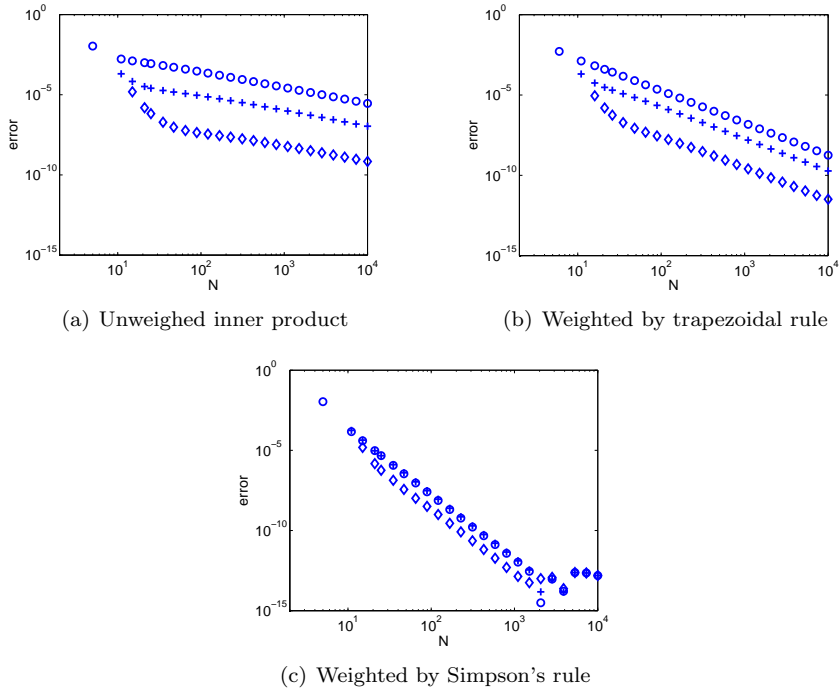 10^0
10^-5
10^-10
10^-15
error
10^1 10^2 10^3 10^4
N
(a) Unweighed inner product
10^0
10^-5
10^-10
10^-15
error
10^1 10^2 10^3 10^4
N
(b) Weighted by trapezoidal rule
10^0
10^-5
10^-10
10^-15
error
10^1 10^2 10^3 10^4
N
(c) Weighted by Simpson's rule